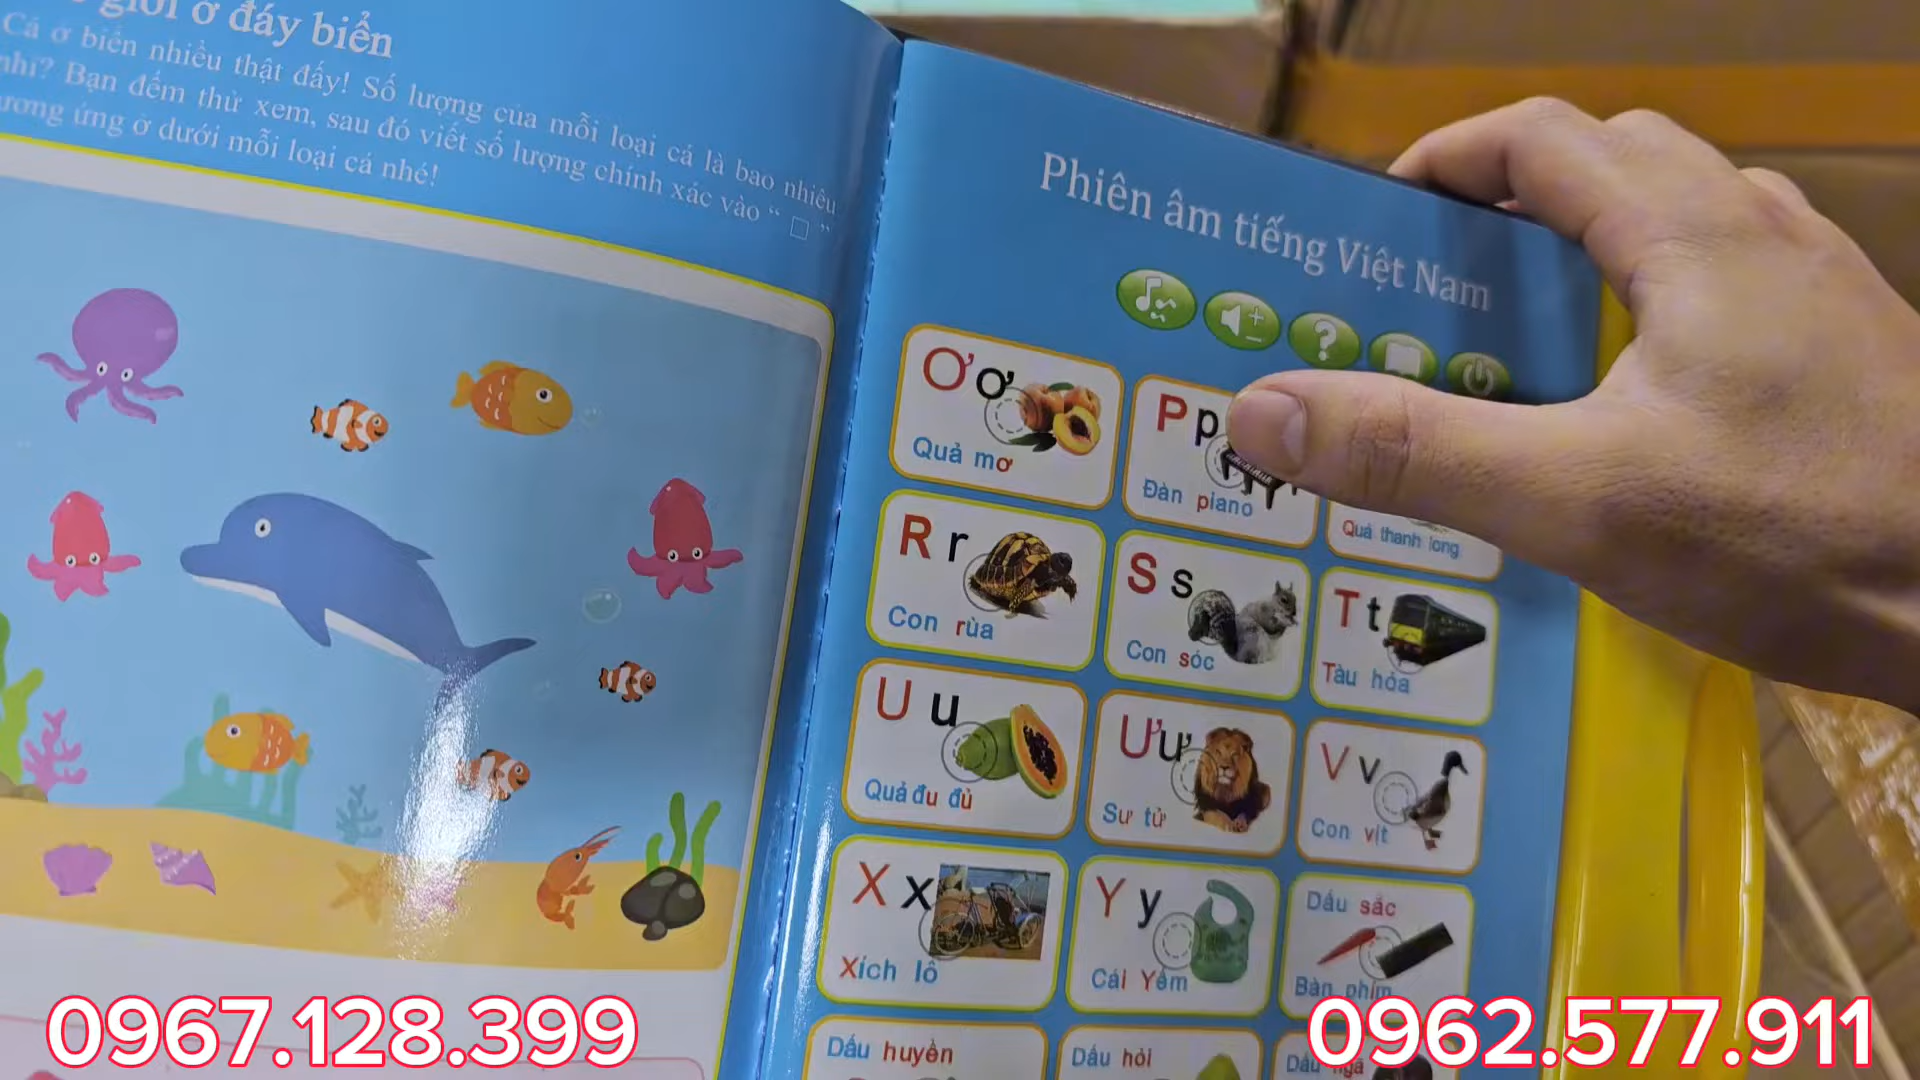 giới ở đáy biển
Cá ở biển nhiều thật đấy! Số lượng của mỗi loại cá là bao nhiêu
nhỉ? Bạn đếm thử xem, sau đó viết số lượng chính xác vào “ □ ”
ương ứng ở dưới mỗi loại cá nhé!
Phiên âm tiếng Việt Nam
Ơ ơ
Quả mơ
P p
Đàn piano
Quả thanh long
R r
Con rùa
S s
Con sóc
T t
Tàu hỏa
U u
Quả đu đủ
Ư ư
Sư tử
V v
Con vịt
X x
Xích lô
Y y
Cái Yếm
Dấu sắc
Bàn phím
Dấu huyền
Dấu hỏi
Dấu ngã
0967.128.399
0962.577.911